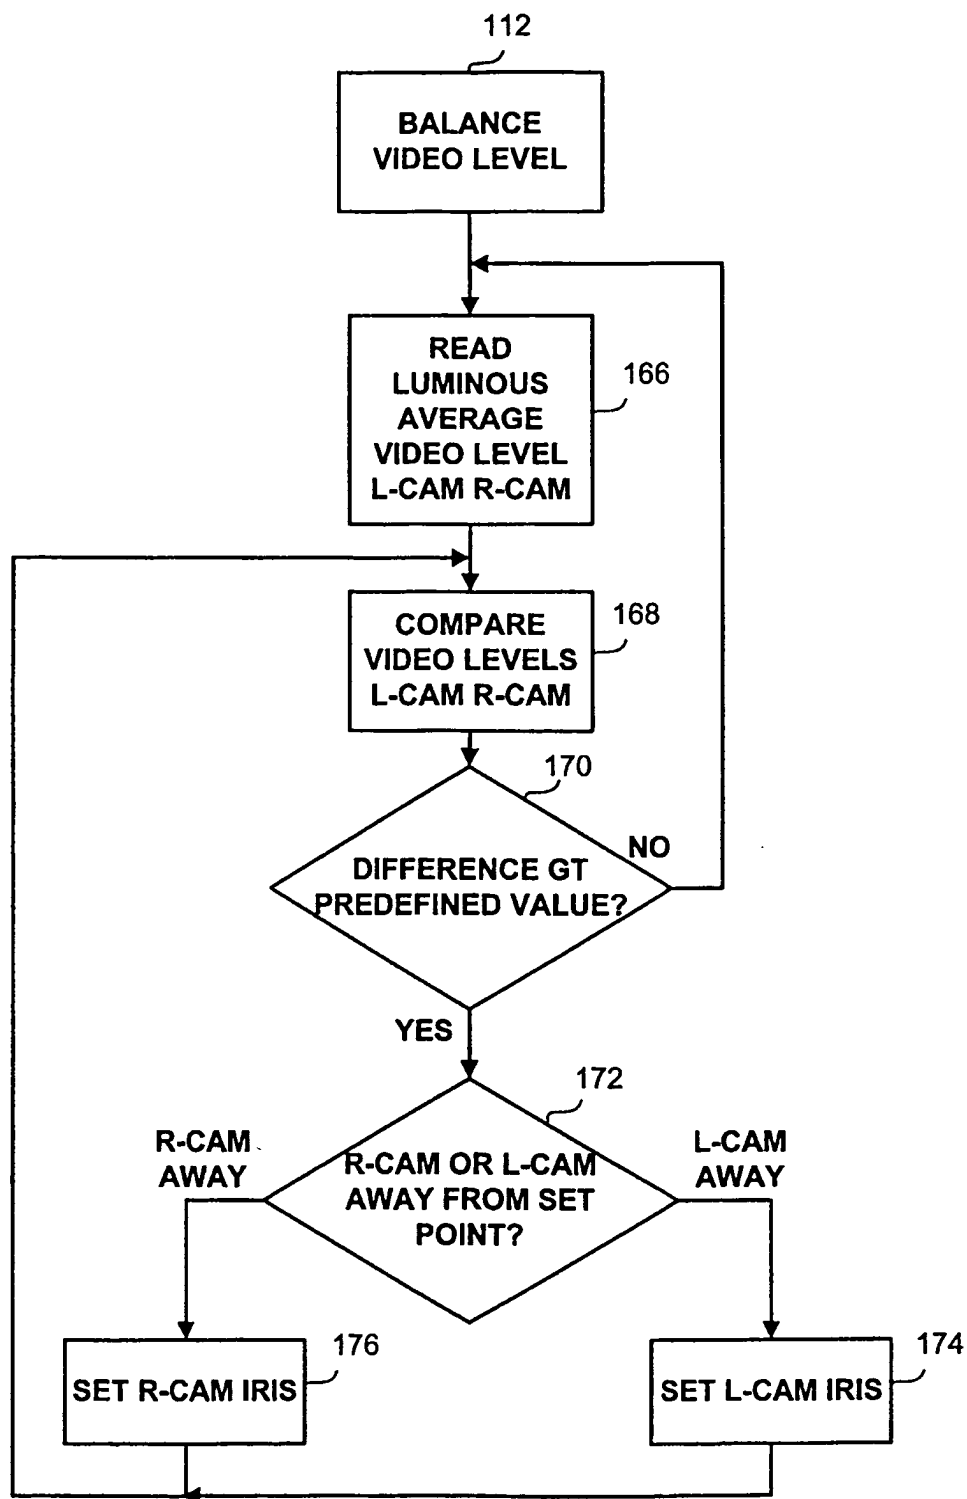 112
BALANCE
VIDEO LEVEL
READ
LUMINOUS
AVERAGE
VIDEO LEVEL
L-CAM R-CAM
166
COMPARE
VIDEO LEVELS
L-CAM R-CAM
168
170
DIFFERENCE GT
PREDEFINED VALUE?
NO
YES
172
R-CAM
AWAY
R-CAM OR L-CAM
AWAY FROM SET
POINT?
L-CAM
AWAY
176
SET R-CAM IRIS
174
SET L-CAM IRIS